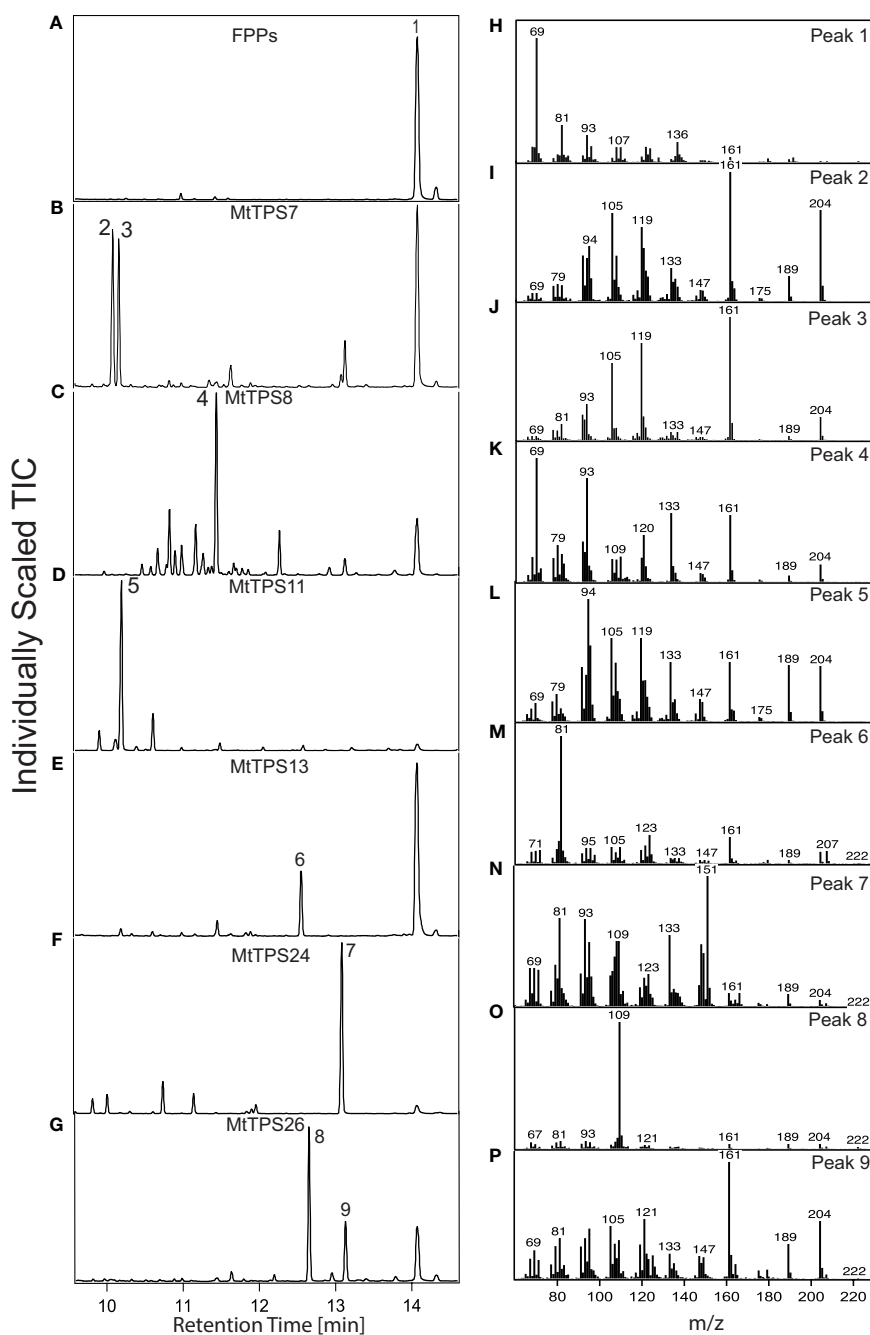 Individually Scaled TIC
A
FPPs
1
B
MtTPS7
2 3
C
MtTPS8
4
D
MtTPS11
5
E
MtTPS13
6
F
MtTPS24
7
G
MtTPS26
8
9
10 11 12 13 14
Retention Time [min]
H
Peak 1
69
81 93 107 136 161
I
Peak 2
69 79 94 105 119 133 147 161 175 189 204
J
Peak 3
69 81 93 105 119 133 147 161 189 204
K
Peak 4
69 79 93 109 120 133 147 161 189 204
L
Peak 5
69 79 94 105 119 133 147 161 175 189 204
M
Peak 6
71 81 95 105 123 133 147 161 189 207 222
N
Peak 7
69 81 93 109 123 133 151 161 189 204 222
O
Peak 8
67 81 93 109 121 161 189 204 222
P
Peak 9
69 81 105 121 133 147 161 189 204 222
80 100 120 140 160 180 200 220
m/z